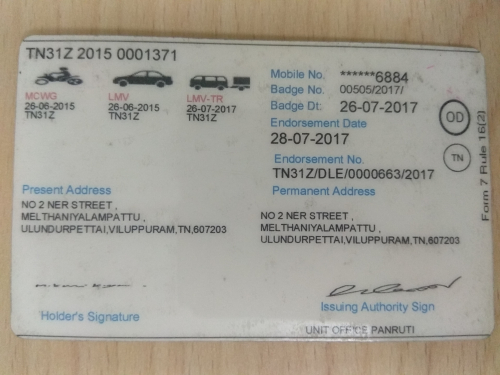 TN31Z 2015 0001371
MCWG
26-06-2015
TN31Z
LMV
26-06-2015
TN31Z
LMV-TR
26-07-2017
TN31Z
Mobile No. ******6884
Badge No. 00505/2017/
Badge Dt: 26-07-2017
Endorsement Date
28-07-2017
Endorsement No.
TN31Z/DLE/0000663/2017
OD
TN
Form 7 Rule 16(2)
Present Address
NO 2 NER STREET ,
MELTHANIYALAMPATTU ,
ULUNDURPETTAI,VILUPPURAM,TN,607203
Permanent Address
NO 2 NER STREET ,
MELTHANIYALAMPATTU ,
ULUNDURPETTAI,VILUPPURAM,TN,607203
Holder's Signature
Issuing Authority Sign
UNIT OFFICE PANRUTI